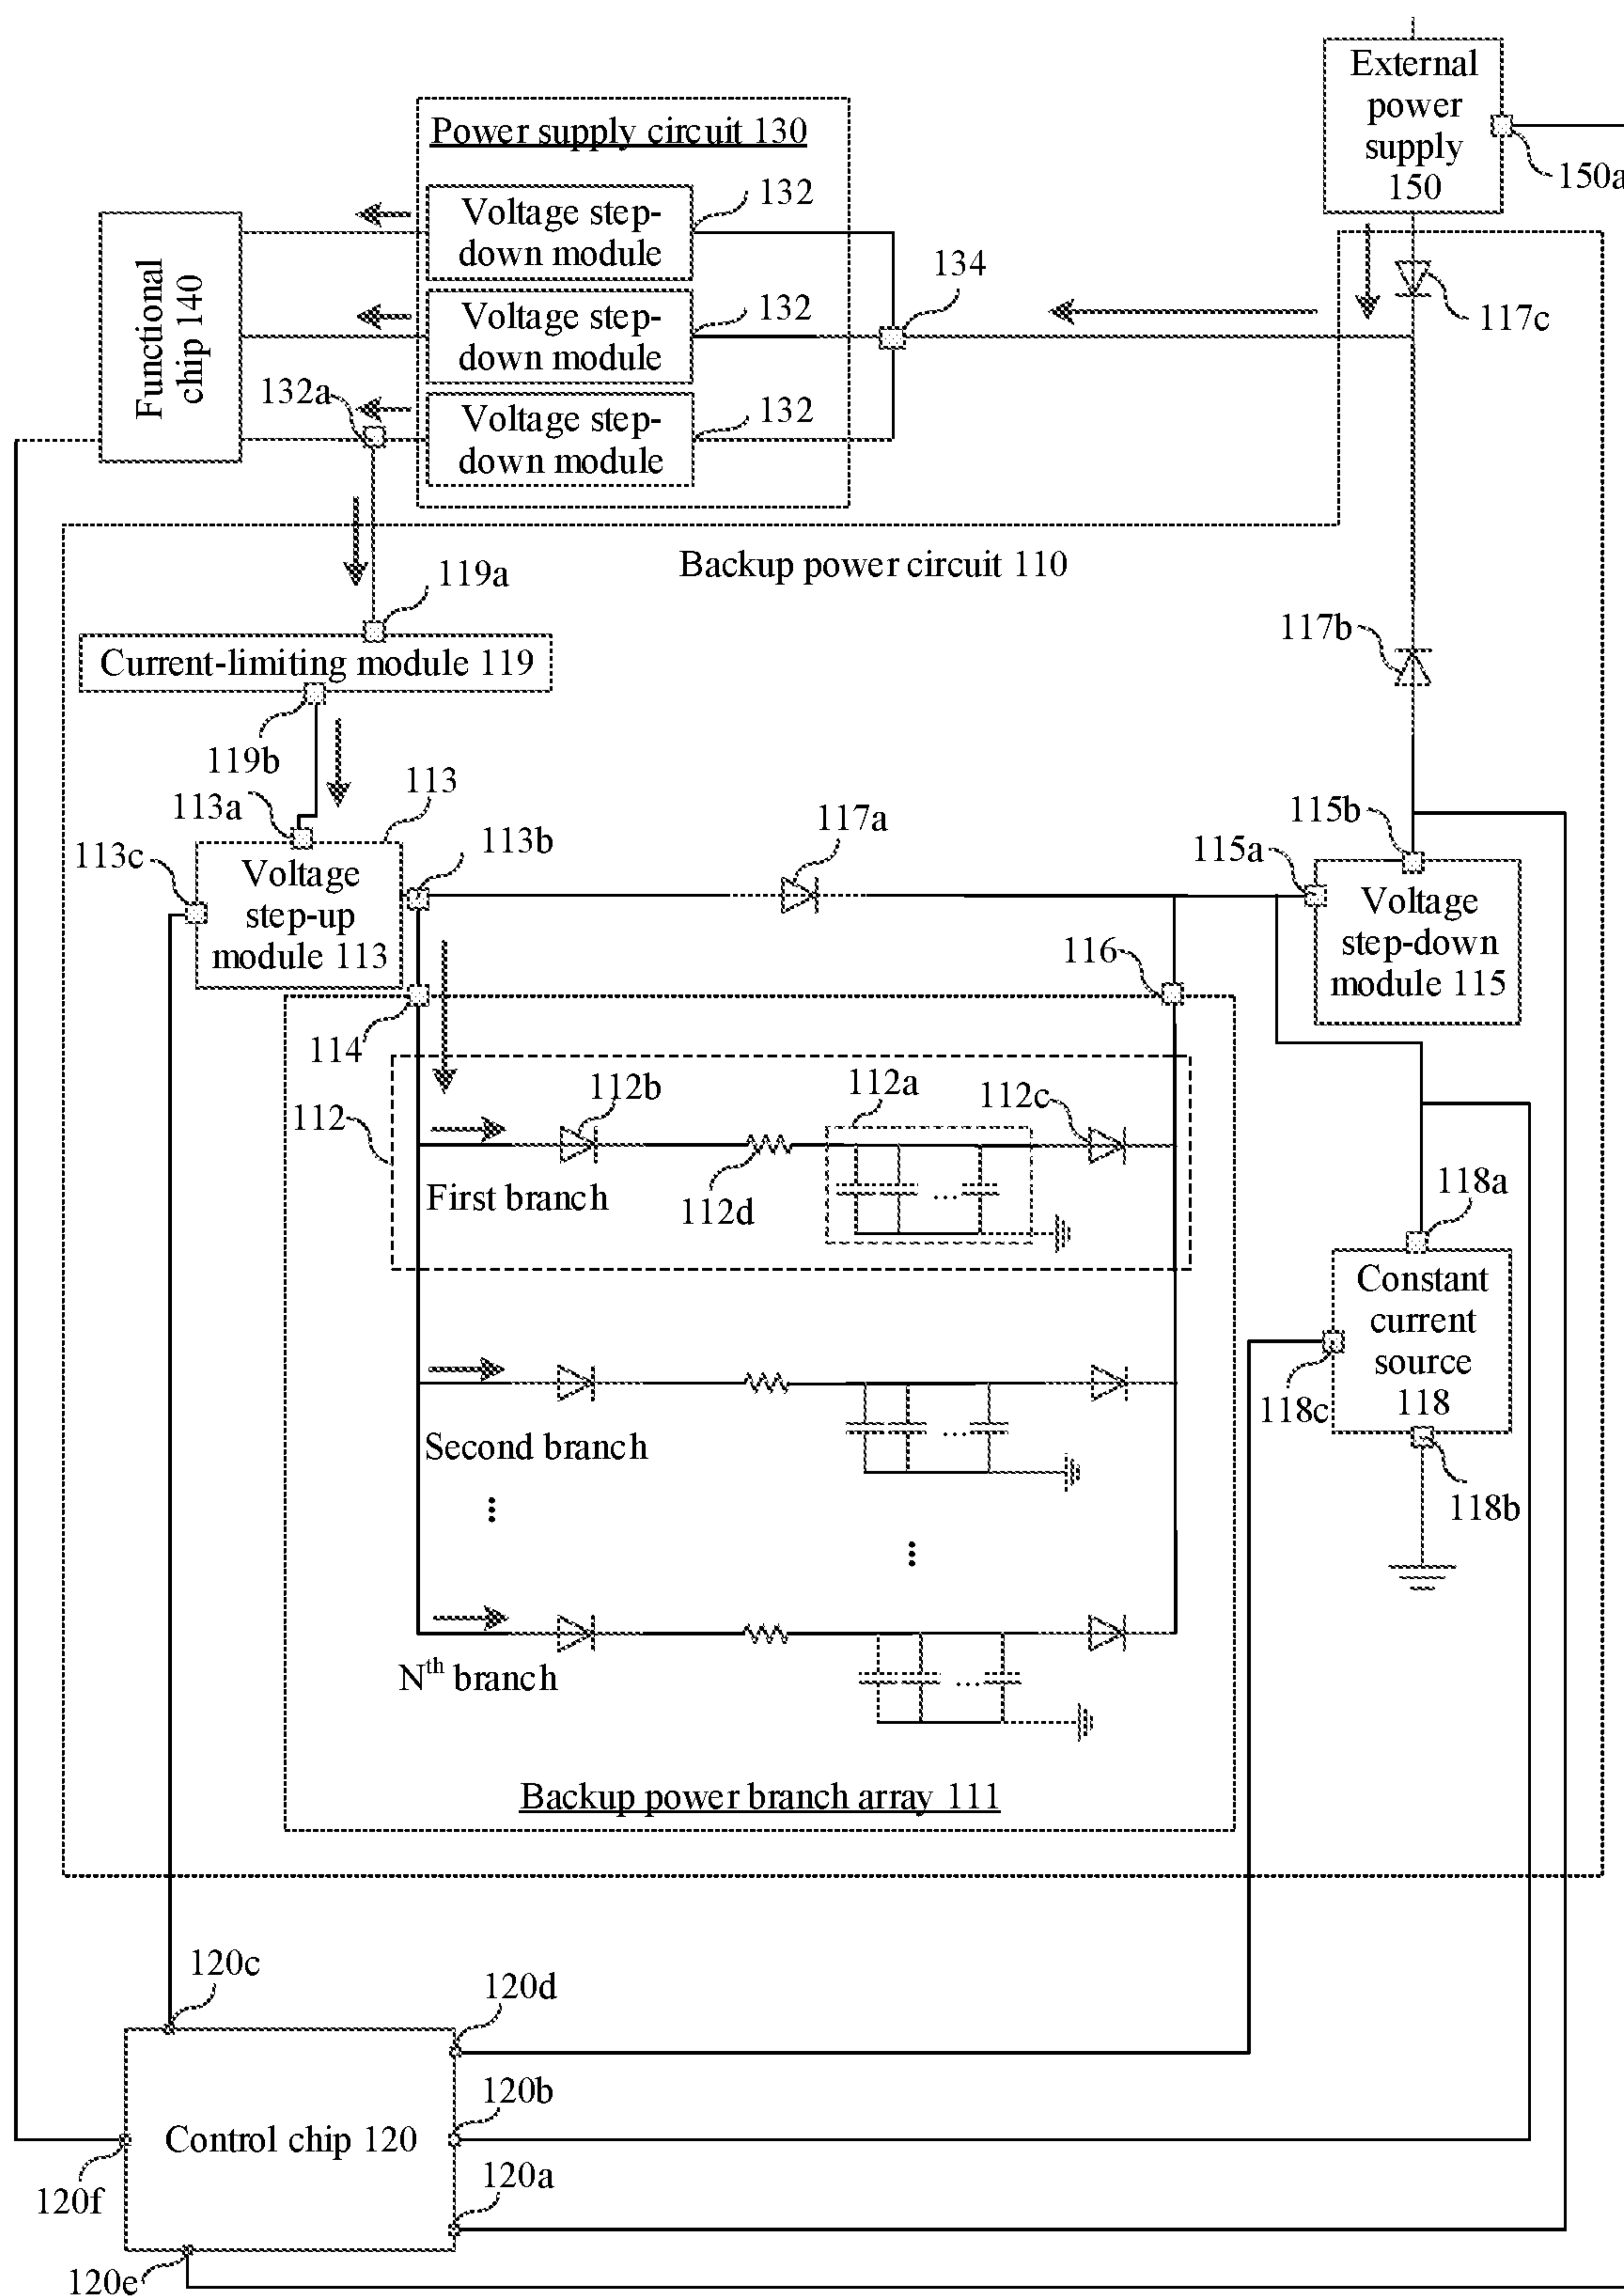 External
power
supply
150
150a
Power supply circuit 130
Voltage step-
down module
132
Voltage step-
down module
132
Voltage step-
down module
132
134
117c
Functional
chip 140
132a
Backup power circuit 110
119a
Current-limiting module 119
119b
117b
113a
113
113c
Voltage
step-up
module 113
113b
117a
115b
115a
Voltage
step-down
module 115
116
114
112
112b
112a
112c
First branch
112d
118a
Constant
current
source
118
118c
118b
Second branch
Nth branch
Backup power branch array 111
120c
120d
120b
Control chip 120
120a
120f
120e